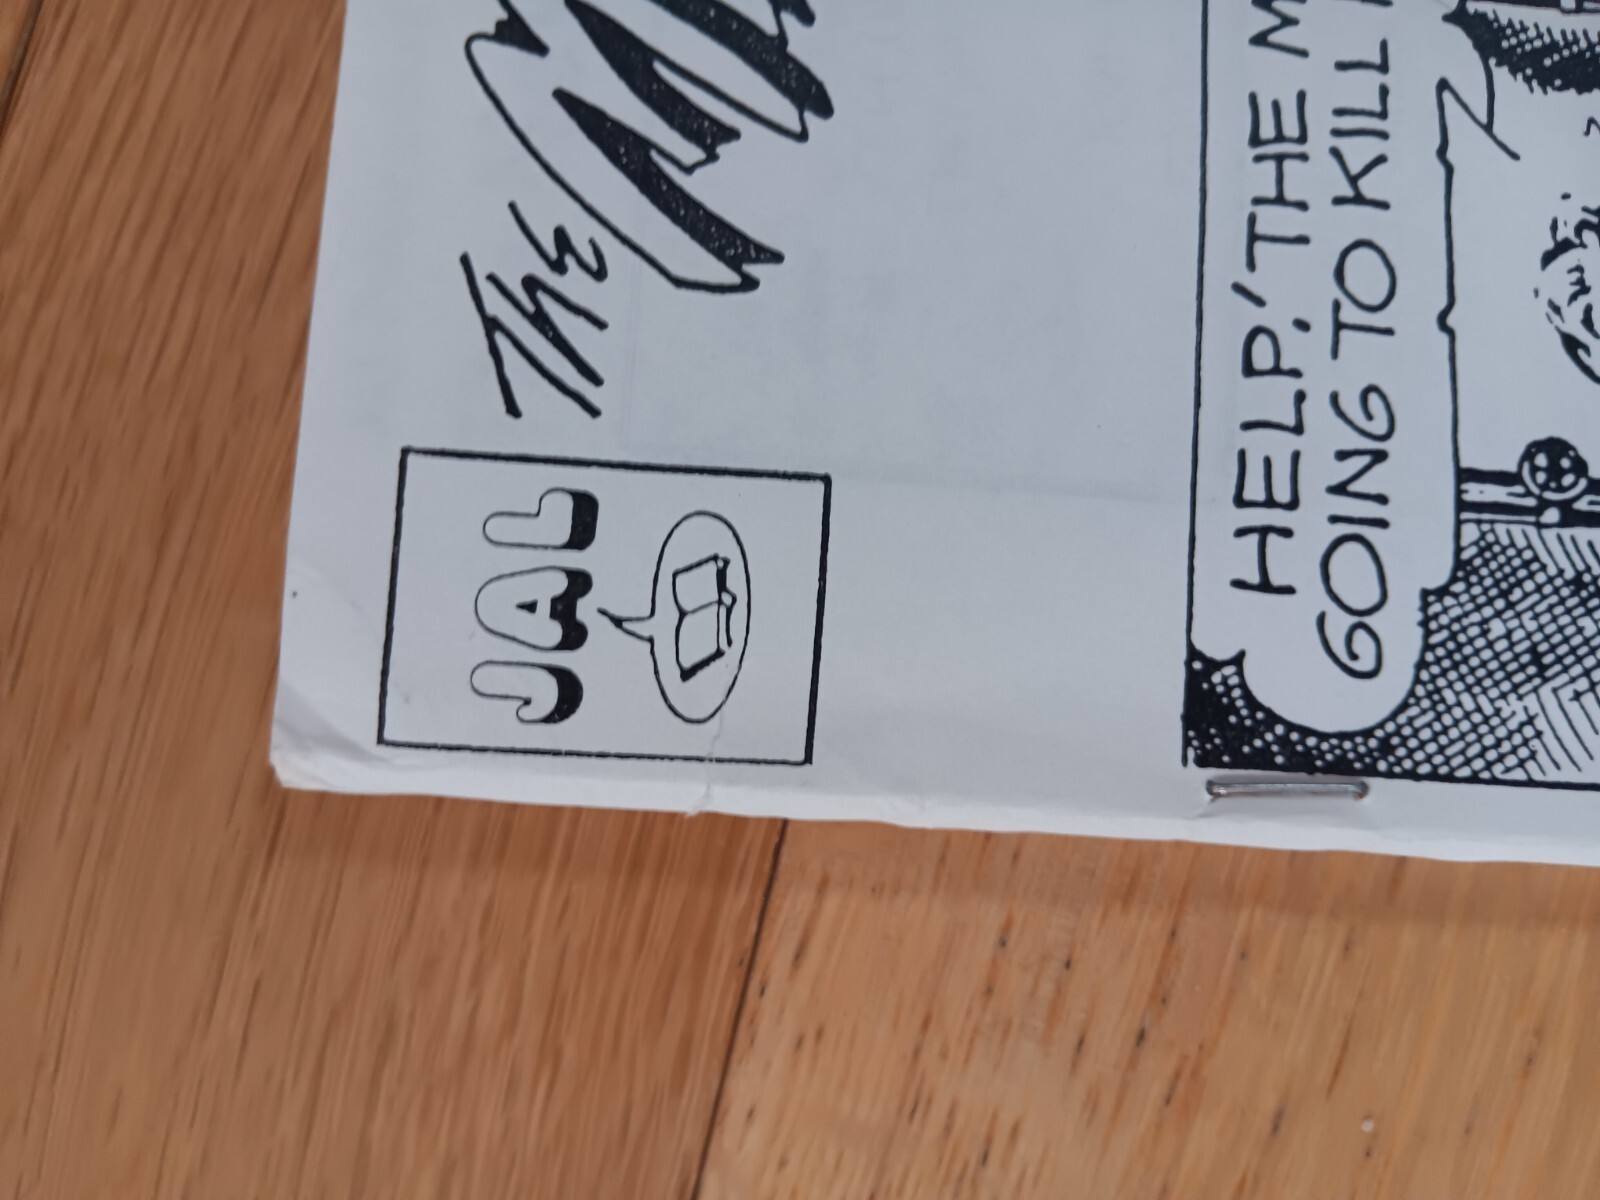 JAL
The
HELP! THE M
GOING TO KILL